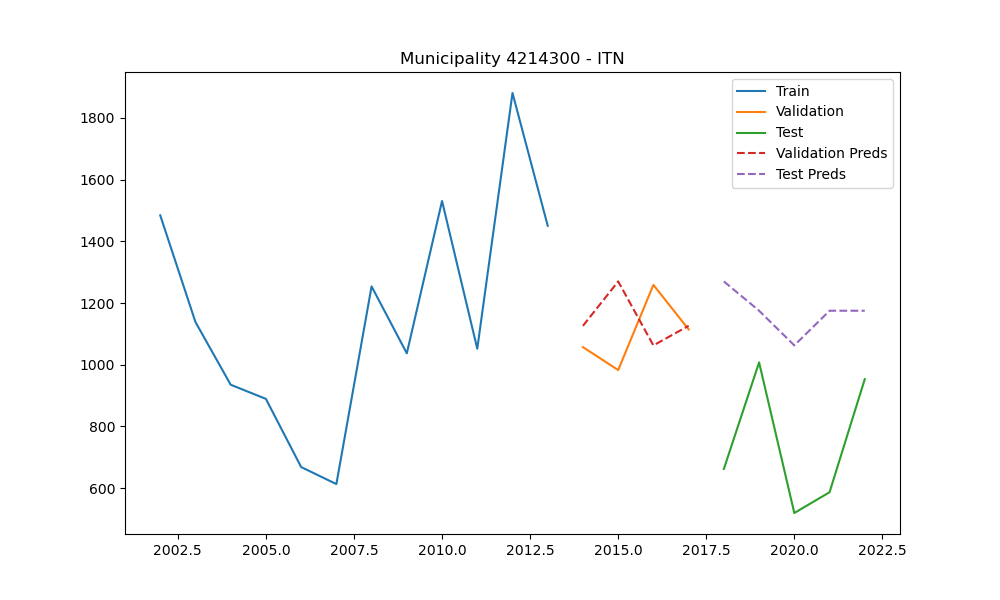 Municipality 4214300 - ITN
Train
Validation
Test
Validation Preds
Test Preds
1800
1600
1400
1200
1000
800
600
2002.5 2005.0 2007.5 2010.0 2012.5 2015.0 2017.5 2020.0 2022.5